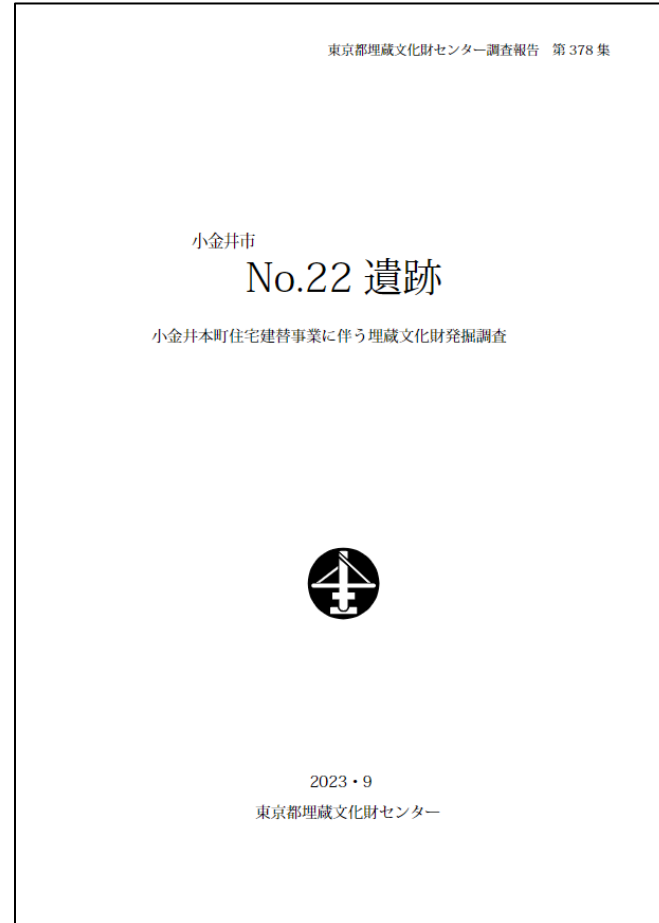 東京都埋蔵文化財センター調査報告　第 378 集
小金井市
No.22 遺跡
小金井本町住宅建替事業に伴う埋蔵文化財発掘調査
2023・9
東京都埋蔵文化財センター